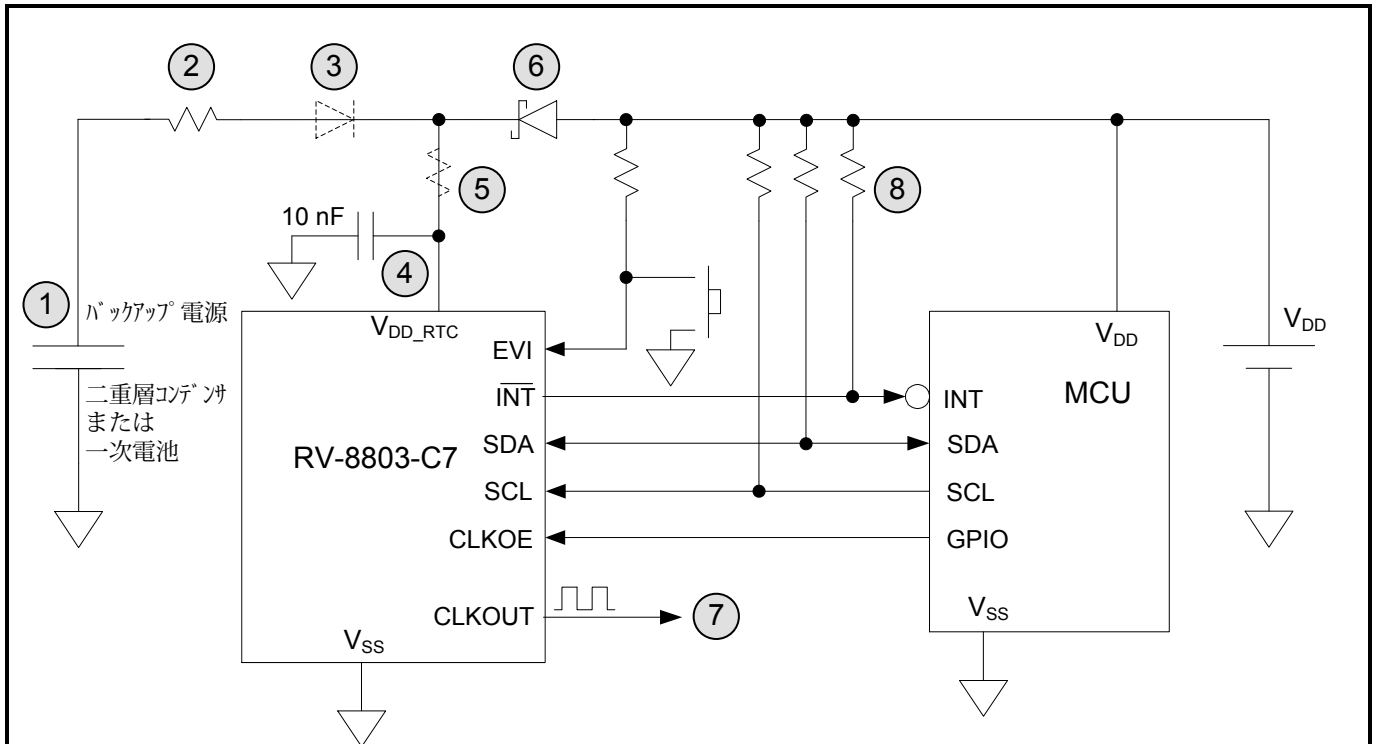 2
3
6
5
8
10 nF
4
1
バックアップ電源
二重層コンデンサ
または
一次電池
VDD_RTC
EVI
INT
SDA
SCL
CLKOE
CLKOUT
VSS
RV-8803-C7
7
VDD
MCU
INT
SDA
SCL
GPIO
VSS
VDD